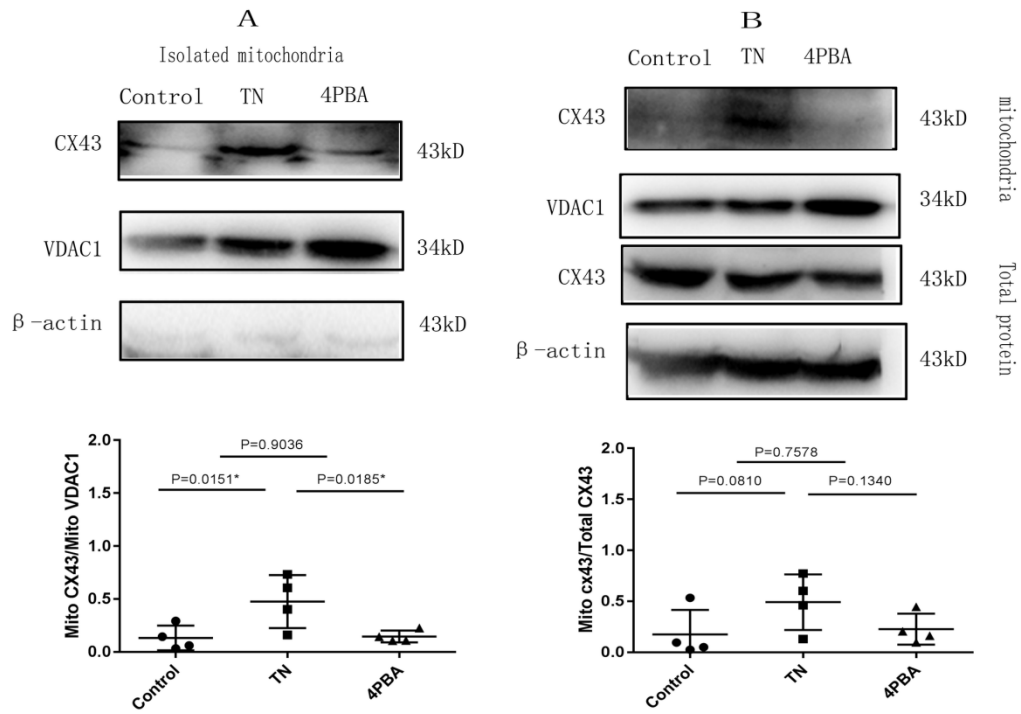 A
Isolated mitochondria
Control TN 4PBA
CX43 43kD
VDAC1 34kD
β-actin 43kD
2.0
1.5
1.0
0.5
0.0
Mito CX43/Mito VDAC1
P=0.9036
P=0.0151* P=0.0185*
Control TN 4PBA
B
Control TN 4PBA
CX43 43kD
VDAC1 34kD
mitochondria
CX43 43kD
β-actin 43kD
Total protein
2.0
1.5
1.0
0.5
0.0
Mito cx43/Total CX43
P=0.7578
P=0.0810 P=0.1340
Control TN 4PBA